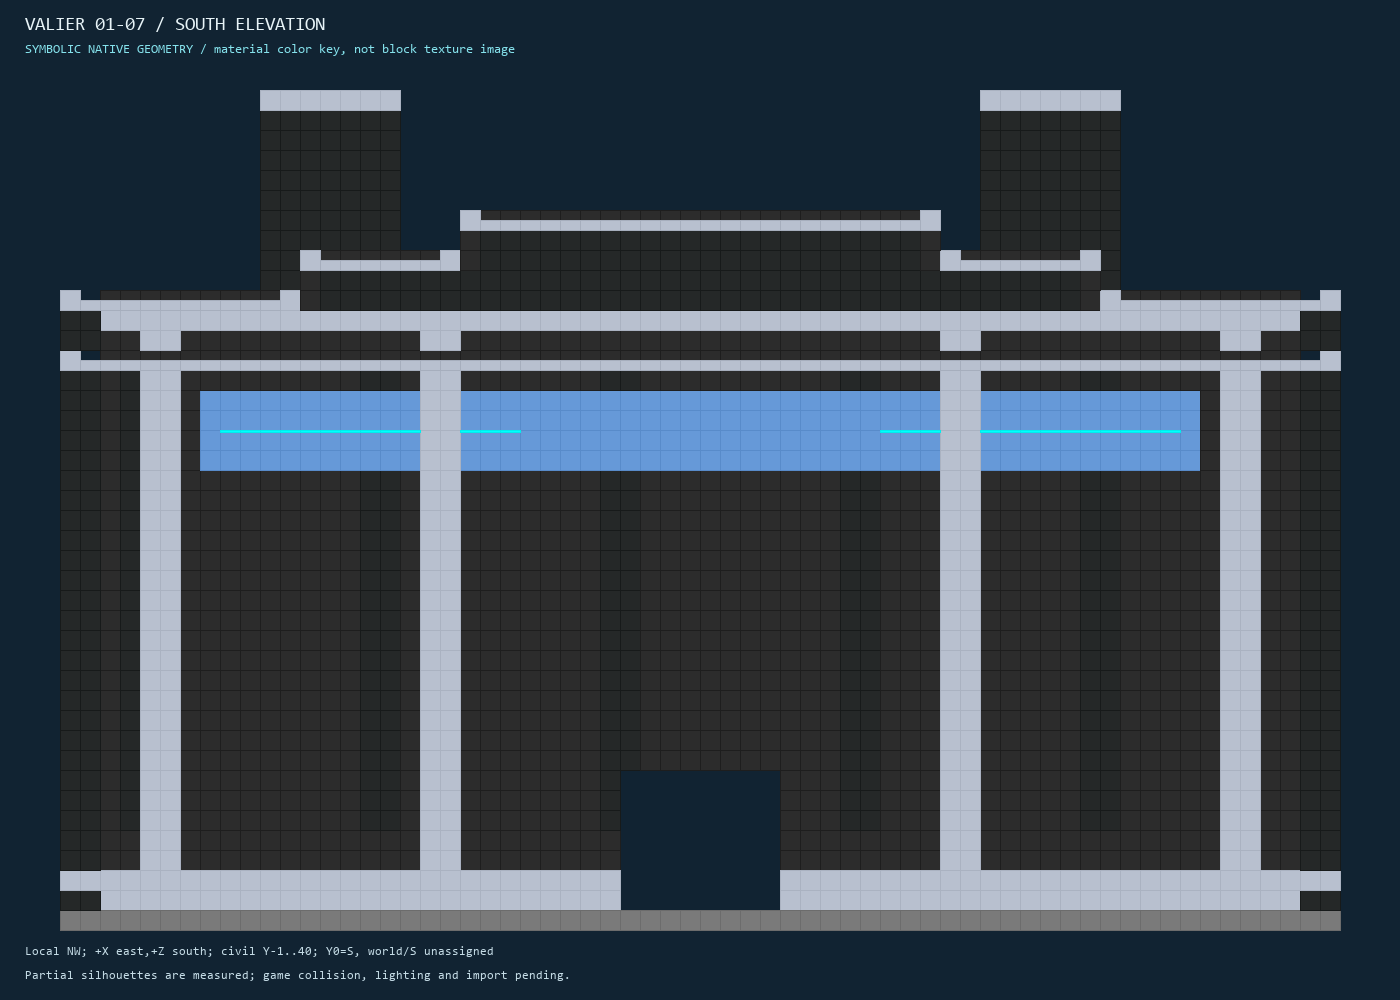 VALIER 01-07 / SOUTH ELEVATION
SYMBOLIC NATIVE GEOMETRY / material color key, not block texture image
Local NW; +X east,+Z south; civil Y-1..40; Y0=S, world/S unassigned
Partial silhouettes are measured; game collision, lighting and import pending.